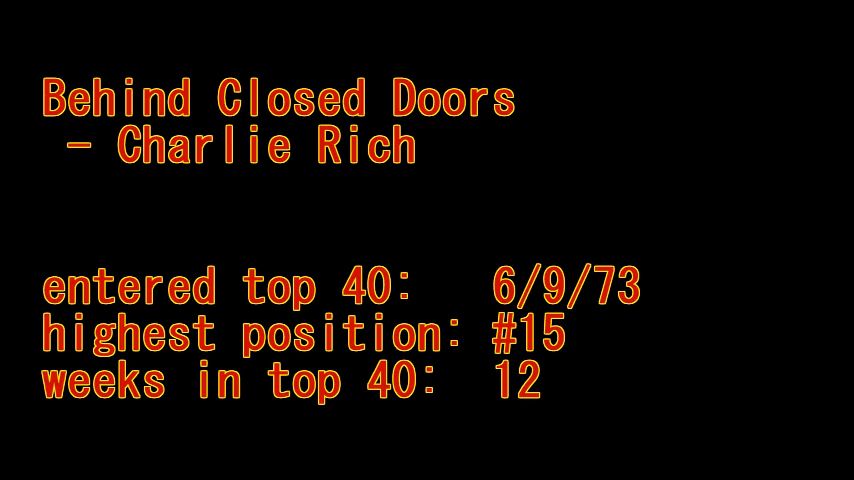 Behind Closed Doors
- Charlie Rich
entered top 40: 6/9/73
highest position: #15
weeks in top 40: 12